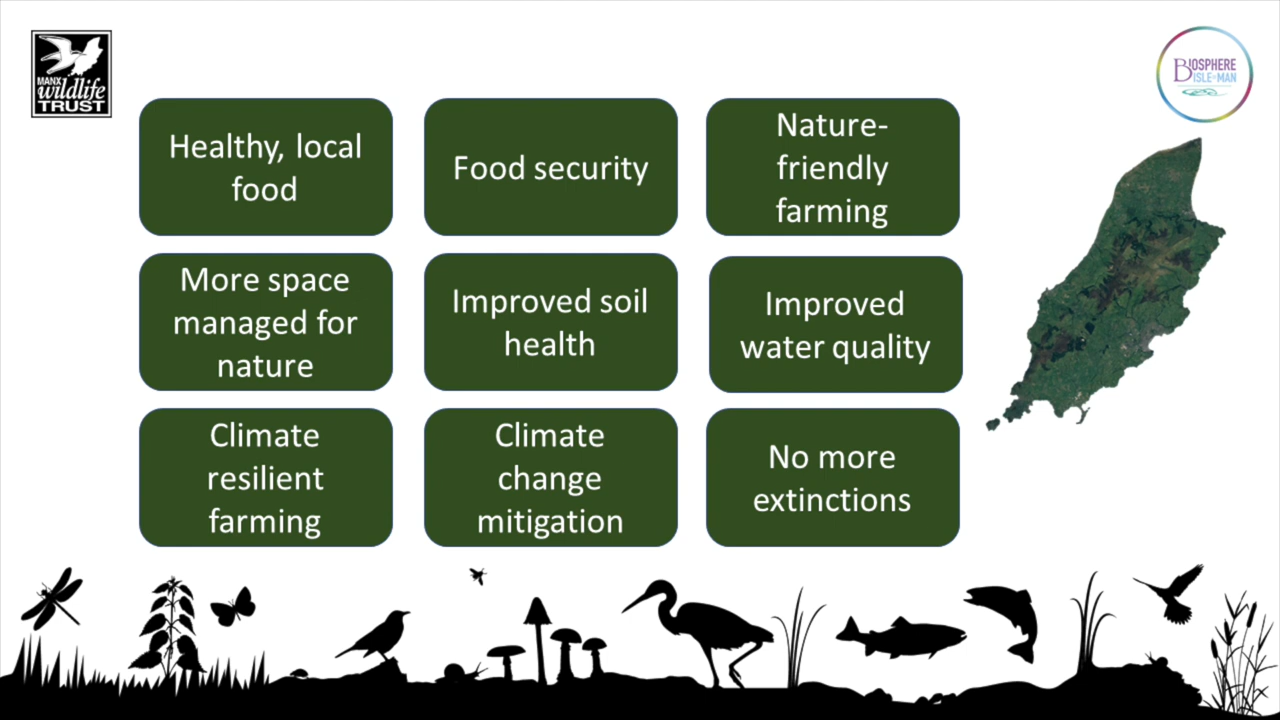 MANX
wildlife
TRUST
BIOSPHERE
ISLE of MAN
Healthy, local
food
Food security
Nature-
friendly
farming
More space
managed for
nature
Improved soil
health
Improved
water quality
Climate
resilient
farming
Climate
change
mitigation
No more
extinctions